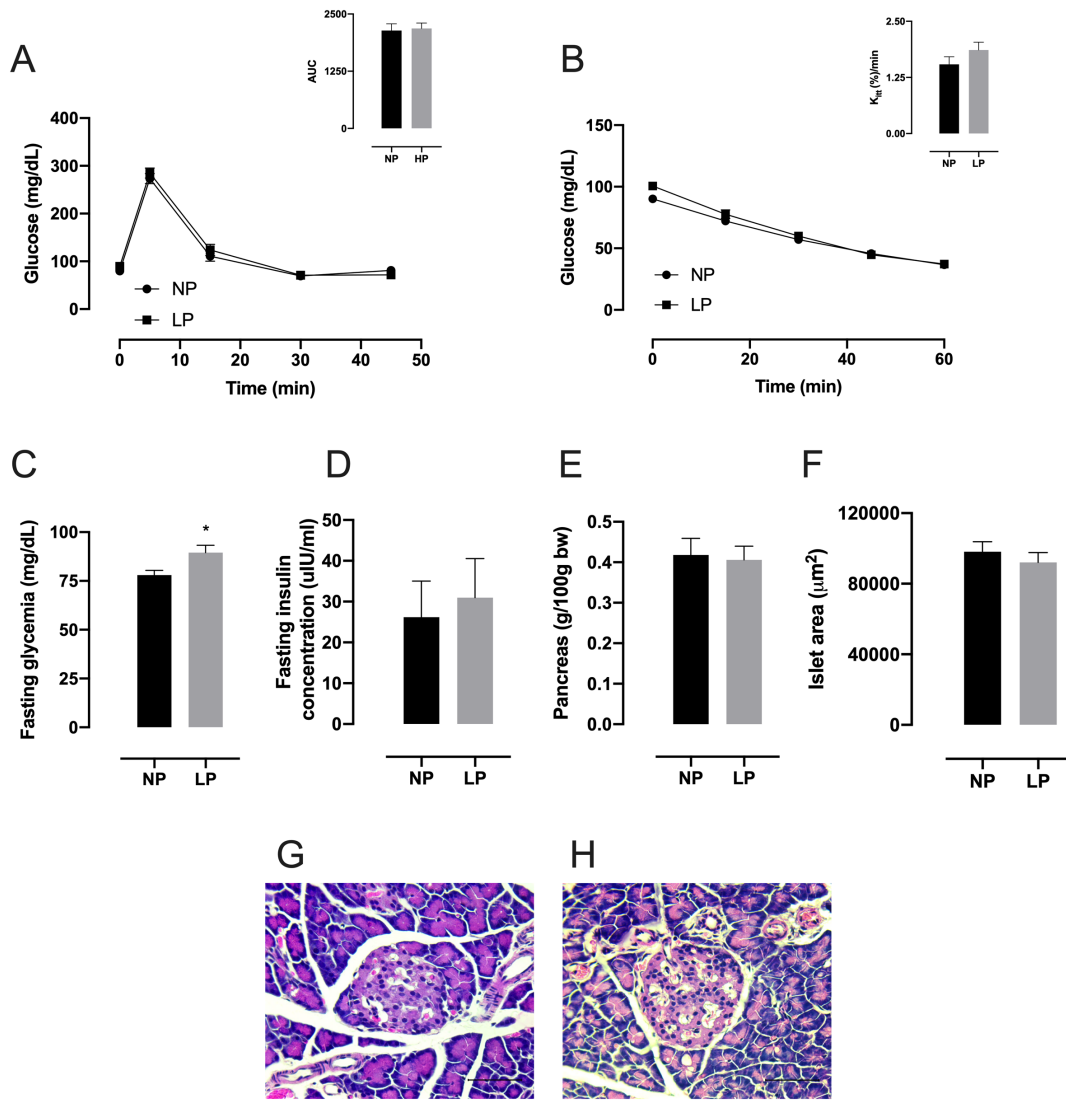 A
2500
1250
0
AUC
NP HP
400
300
200
100
0
Glucose (mg/dL)
NP
LP
0 10 20 30 40 50
Time (min)
B
2.50
1.25
0.00
Kitt (%)/min
NP LP
150
100
50
0
Glucose (mg/dL)
NP
LP
0 20 40 60
Time (min)
C
100
75
50
25
0
Fasting glycemia (mg/dL)
*
NP LP
D
50
40
30
20
10
0
Fasting insulin
concentration (uIU/ml)
NP LP
E
0.5
0.4
0.3
0.2
0.1
0.0
Pancreas (g/100g bw)
NP LP
F
120000
80000
40000
0
Islet area (μm²)
NP LP
G
H